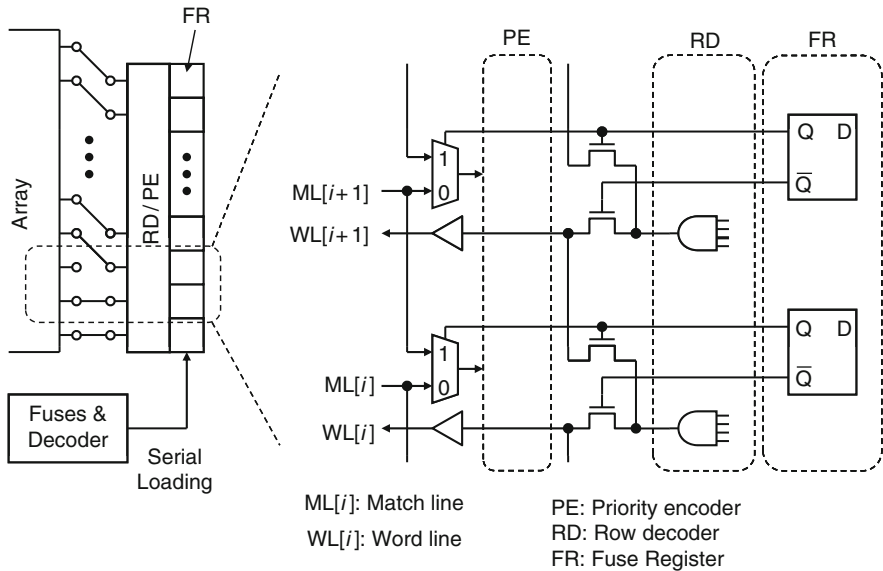 FR
Array
RD/PE
Fuses &
Decoder
Serial
Loading
PE
RD
FR
1
0
ML[i+1]
WL[i+1]
Q D
Q̅
1
0
ML[i]
WL[i]
Q D
Q̅
ML[i]: Match line
WL[i]: Word line
PE: Priority encoder
RD: Row decoder
FR: Fuse Register